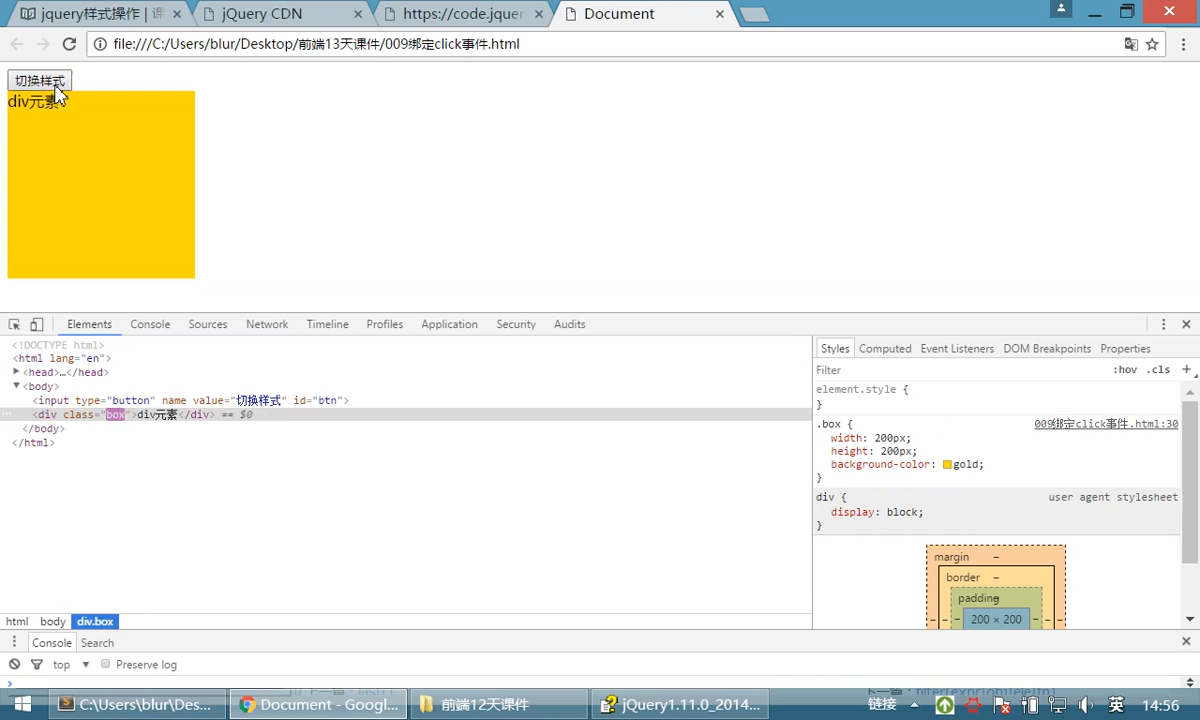 jquery样式操作 | 课
jQuery CDN
https://code.jquer
Document
file:///C:/Users/blur/Desktop/前端13天课件/009绑定click事件.html
切换样式
div元素
Elements Console Sources Network Timeline Profiles Application Security Audits
<!DOCTYPE html>
<html lang="en">
<head>…</head>
<body>
<input type="button" name value="切换样式" id="btn">
<div class="box">div元素</div> == $0
</body>
</html>
html body div.box
Styles Computed Event Listeners DOM Breakpoints Properties
Filter :hov .cls +
element.style {
}
.box { 009绑定click事件.html:30
width: 200px;
height: 200px;
background-color: gold;
}
div { user agent stylesheet
display: block;
}
margin –
border –
padding –
– – – 200 × 200 – – –
Console Search
top ▼ Preserve log
›
C:\Users\blur\Des...
Document - Googl...
前端12天课件
jQuery1.11.0_2014...
链接
英
14:56